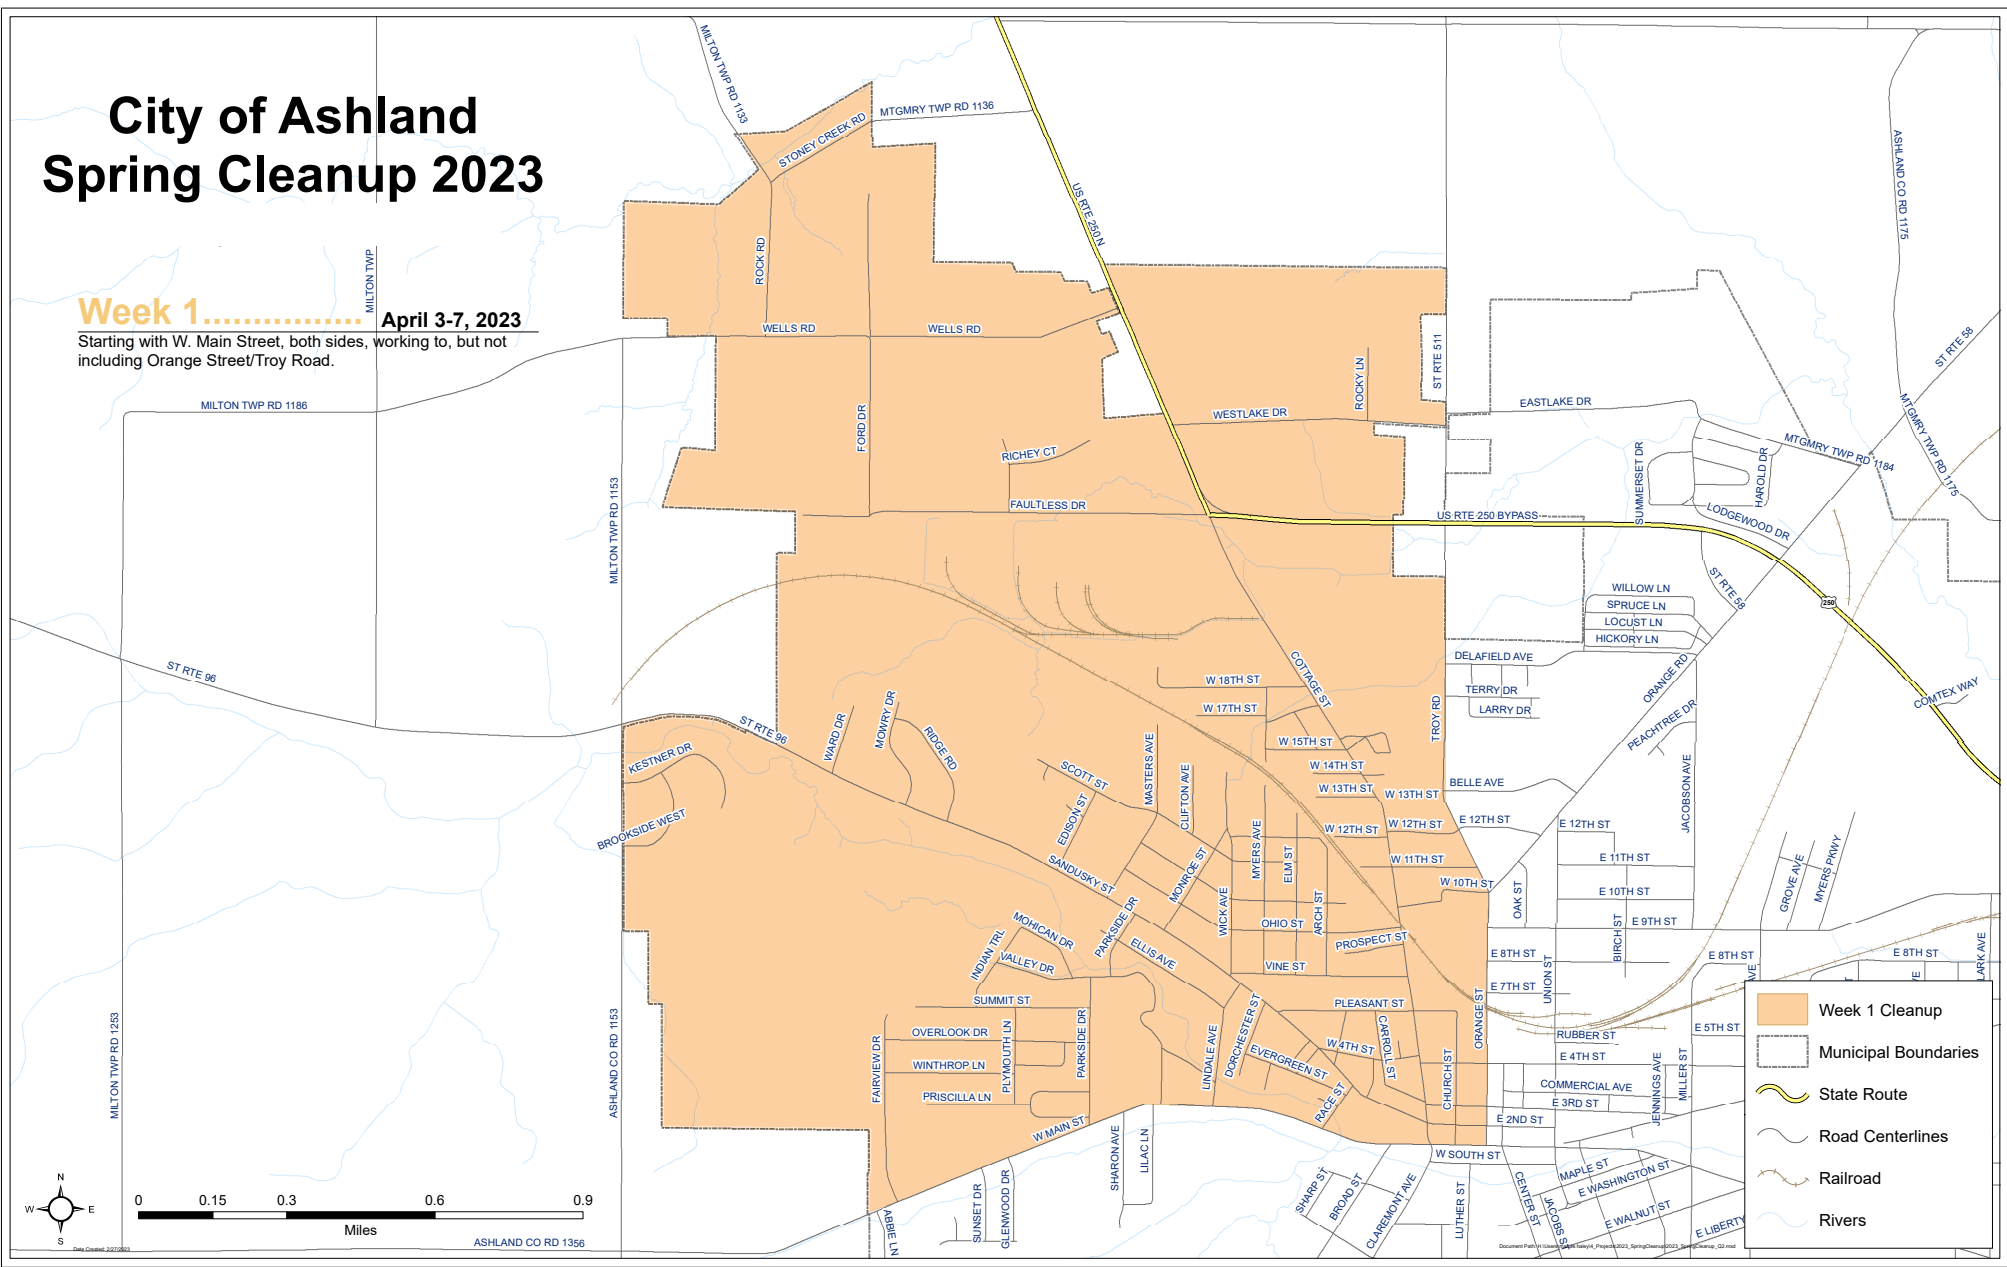 City of Ashland
Spring Cleanup 2023
Week 1................ April 3-7, 2023
Starting with W. Main Street, both sides, working to, but not
including Orange Street/Troy Road.
MILTON TWP RD 1133
MTGMRY TWP RD 1136
STONEY CREEK RD
US RTE 250 N
ASHLAND CO RD 1175
MILTON TWP
ROCK RD
WELLS RD
WELLS RD
ST RTE 511
ROCKY LN
ST RTE 58
MILTON TWP RD 1186
FORD DR
WESTLAKE DR
EASTLAKE DR
MTGMRY TWP RD 1175
MTGMRY TWP RD 1184
RICHEY CT
SUMMERSET DR
HAROLD DR
MILTON TWP RD 1153
FAULTLESS DR
US RTE 250 BYPASS
LODGEWOOD DR
ST RTE 58
250
WILLOW LN
SPRUCE LN
LOCUST LN
HICKORY LN
ST RTE 96
DELAFIELD AVE
TERRY DR
LARRY DR
ORANGE RD
PEACHTREE DR
COMTEX WAY
COTTAGE ST
W 18TH ST
W 17TH ST
TROY RD
ST RTE 96
WARD DR
MOWRY DR
RIDGE RD
KESTNER DR
BROOKSIDE WEST
W 15TH ST
W 14TH ST
W 13TH ST
W 13TH ST
BELLE AVE
JACOBSON AVE
SCOTT ST
MASTERS AVE
CLIFTON AVE
EDISON ST
SANDUSKY ST
MYERS AVE
ELM ST
W 12TH ST
W 12TH ST
E 12TH ST
E 12TH ST
W 11TH ST
E 11TH ST
W 10TH ST
E 10TH ST
OAK ST
GROVE AVE
MYERS PKWY
MONROE ST
WICK AVE
ARCH ST
OHIO ST
PROSPECT ST
BIRCH ST
E 9TH ST
MOHICAN DR
INDIAN TRL
VALLEY DR
PARKSIDE DR
ELLIS AVE
VINE ST
E 8TH ST
E 8TH ST
E 8TH ST
UNION ST
E 7TH ST
SUMMIT ST
OVERLOOK DR
WINTHROP LN
PRISCILLA LN
FAIRVIEW DR
PLYMOUTH LN
PARKSIDE DR
LINDALE AVE
DORCHESTER ST
PLEASANT ST
CARROLL ST
W 4TH ST
EVERGREEN ST
RACE ST
CHURCH ST
ORANGE ST
RUBBER ST
E 5TH ST
E 4TH ST
COMMERCIAL AVE
E 3RD ST
E 2ND ST
JENNINGS AVE
MILLER ST
MILTON TWP RD 1253
ASHLAND CO RD 1153
W MAIN ST
SHARON AVE
LILAC LN
SUNSET DR
GLENWOOD DR
ABBIE LN
ASHLAND CO RD 1356
W SOUTH ST
SHARP ST
BROAD ST
CLAREMONT AVE
LUTHER ST
CENTER ST
JACOBS S
MAPLE ST
E WASHINGTON ST
E WALNUT ST
E LIBERTY
LARK AVE
AVE
Week 1 Cleanup
Municipal Boundaries
State Route
Road Centerlines
Railroad
Rivers
N
W E
S
0 0.15 0.3 0.6 0.9
Miles
Date Created: 2/27/2023